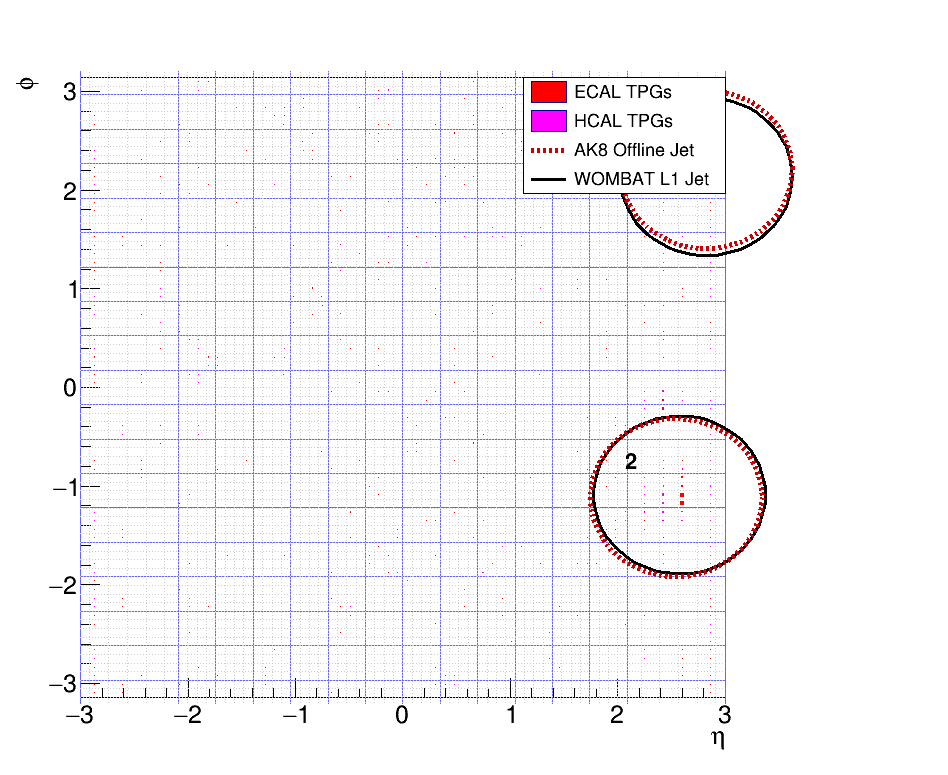 φ
3
2
1
0
−1
−2
−3
ECAL TPGs
HCAL TPGs
AK8 Offline Jet
WOMBAT L1 Jet
2
−3 −2 −1 0 1 2 3
η